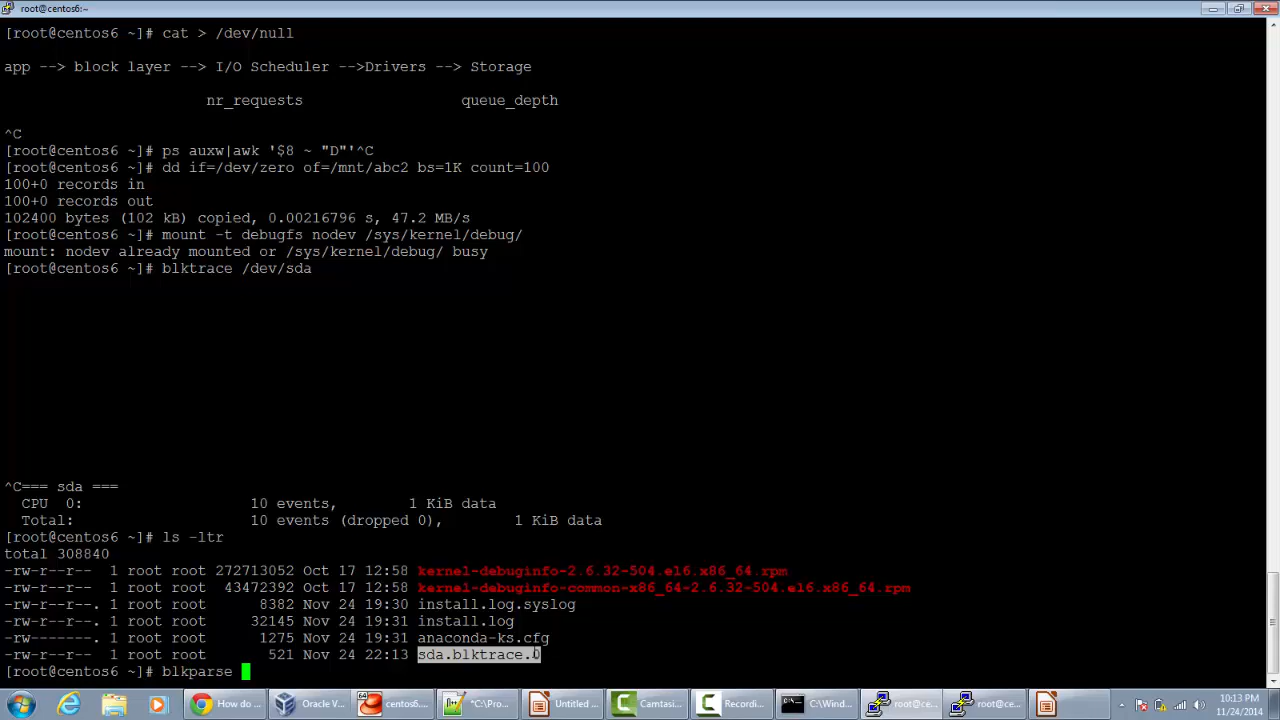 root@centos6:~
[root@centos6 ~]# cat > /dev/null
app --> block layer --> I/O Scheduler -->Drivers --> Storage
nr_requests queue_depth
^C
[root@centos6 ~]# ps auxw|awk '$8 ~ "D"'^C
[root@centos6 ~]# dd if=/dev/zero of=/mnt/abc2 bs=1K count=100
100+0 records in
100+0 records out
102400 bytes (102 kB) copied, 0.00216796 s, 47.2 MB/s
[root@centos6 ~]# mount -t debugfs nodev /sys/kernel/debug/
mount: nodev already mounted or /sys/kernel/debug/ busy
[root@centos6 ~]# blktrace /dev/sda
^C=== sda ===
CPU 0: 10 events, 1 KiB data
Total: 10 events (dropped 0), 1 KiB data
[root@centos6 ~]# ls -ltr
total 308840
-rw-r--r-- 1 root root 272713052 Oct 17 12:58 kernel-debuginfo-2.6.32-504.el6.x86_64.rpm
-rw-r--r-- 1 root root 43472392 Oct 17 12:58 kernel-debuginfo-common-x86_64-2.6.32-504.el6.x86_64.rpm
-rw-r--r--. 1 root root 8382 Nov 24 19:30 install.log.syslog
-rw-r--r--. 1 root root 32145 Nov 24 19:31 install.log
-rw-------. 1 root root 1275 Nov 24 19:31 anaconda-ks.cfg
-rw-r--r-- 1 root root 521 Nov 24 22:13 sda.blktrace.0
[root@centos6 ~]# blkparse
How do ... Oracle V... 64 centos6.... *C:\Pro... Untitled ... Camtasi... Recordi... C:\Wind... root@ce... root@ce... 10:13 PM
11/24/2014